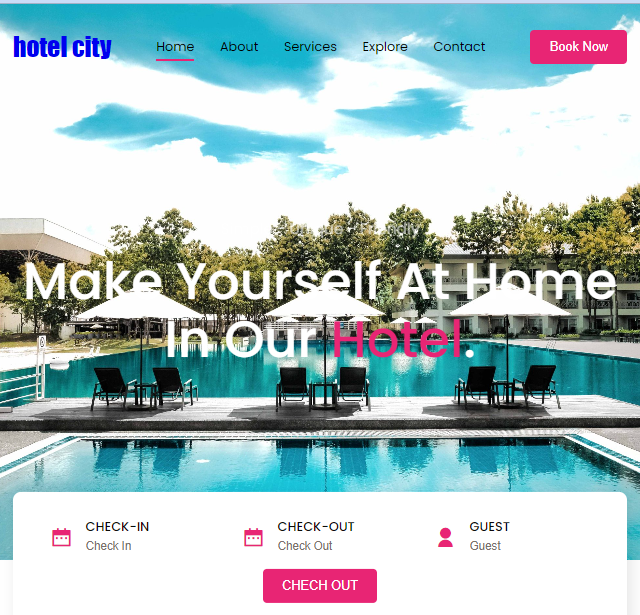 hotel city
Home About Services Explore Contact Book Now
Make Yourself At Home
In Our Hotel.
CHECK-IN CHECK-OUT GUEST
Check In Check Out Guest
CHECH OUT